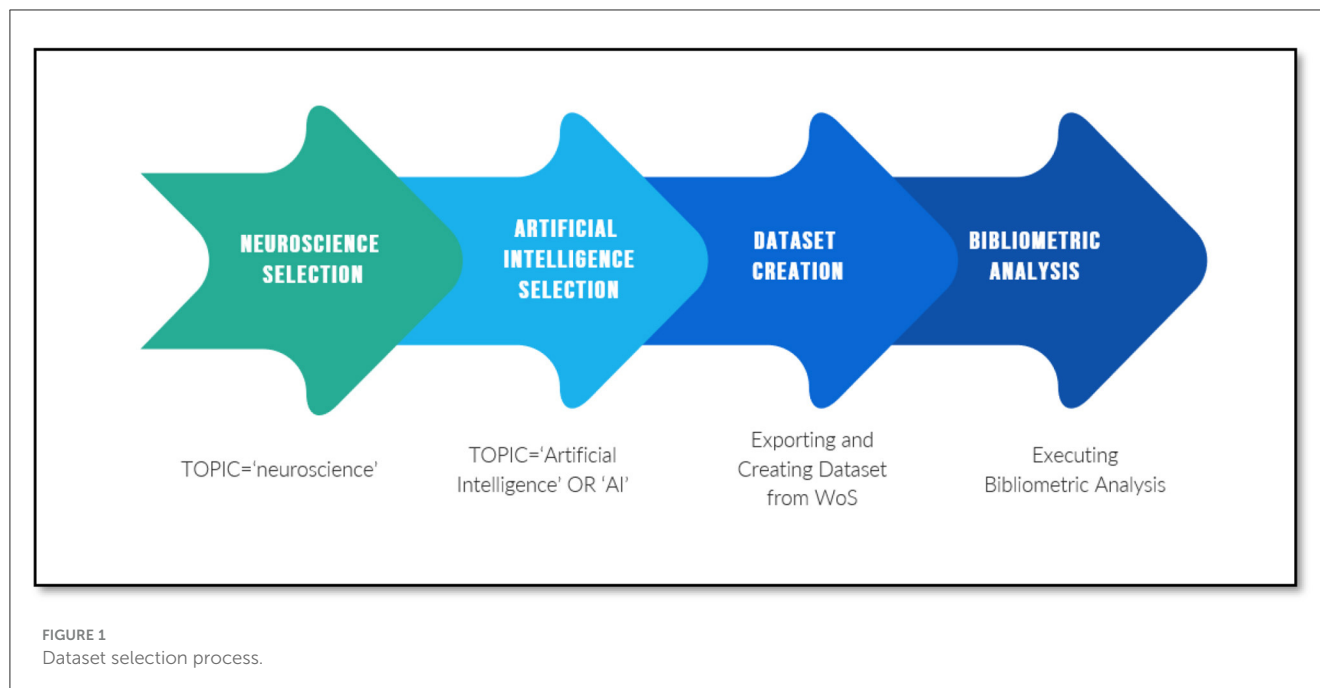 NEUROSCIENCE
SELECTION
ARTIFICIAL
INTELLIGENCE
SELECTION
DATASET
CREATION
BIBLIOMETRIC
ANALYSIS
TOPIC=‘neuroscience’
TOPIC=‘Artificial
Intelligence’ OR ‘AI’
Exporting and
Creating Dataset
from WoS
Executing
Bibliometric Analysis
FIGURE 1
Dataset selection process.